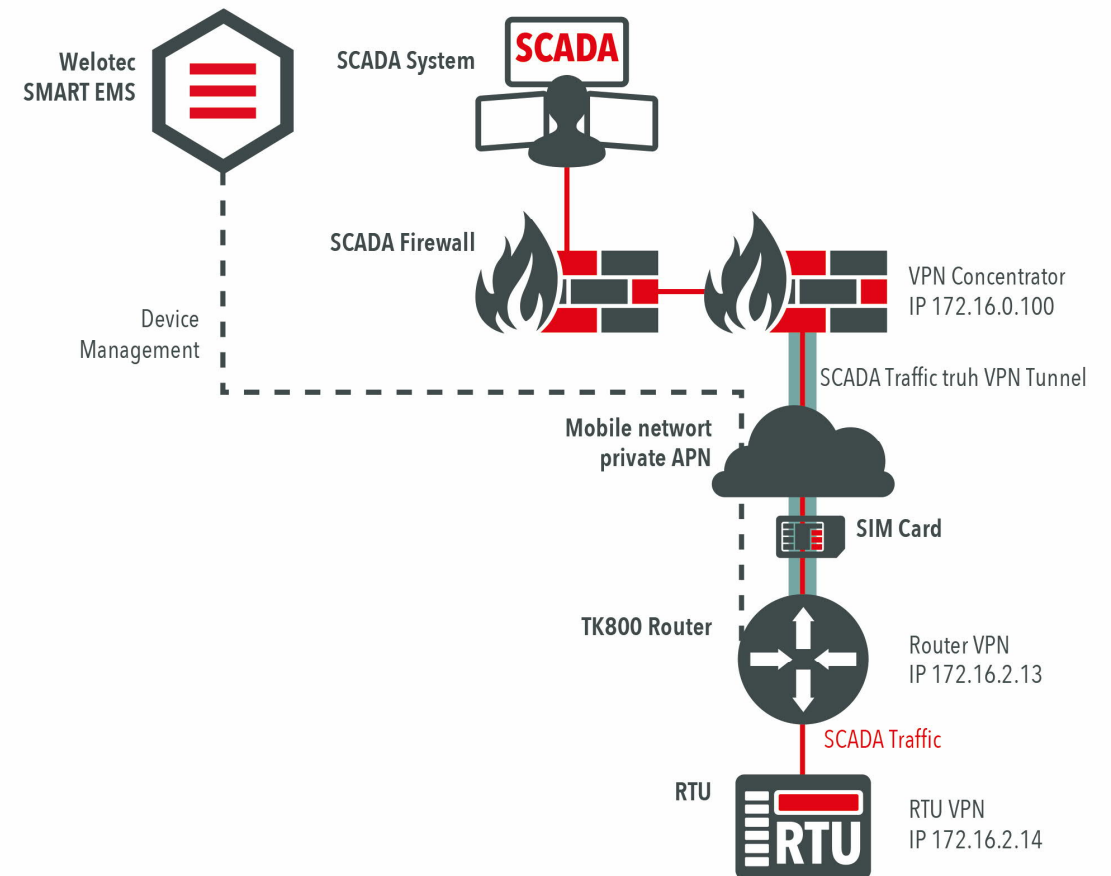 Welotec
SMART EMS
SCADA System
SCADA
SCADA Firewall
VPN Concentrator
IP 172.16.0.100
Device
Management
SCADA Traffic truh VPN Tunnel
Mobile networt
private APN
SIM Card
TK800 Router
Router VPN
IP 172.16.2.13
SCADA Traffic
RTU
RTU
RTU VPN
IP 172.16.2.14